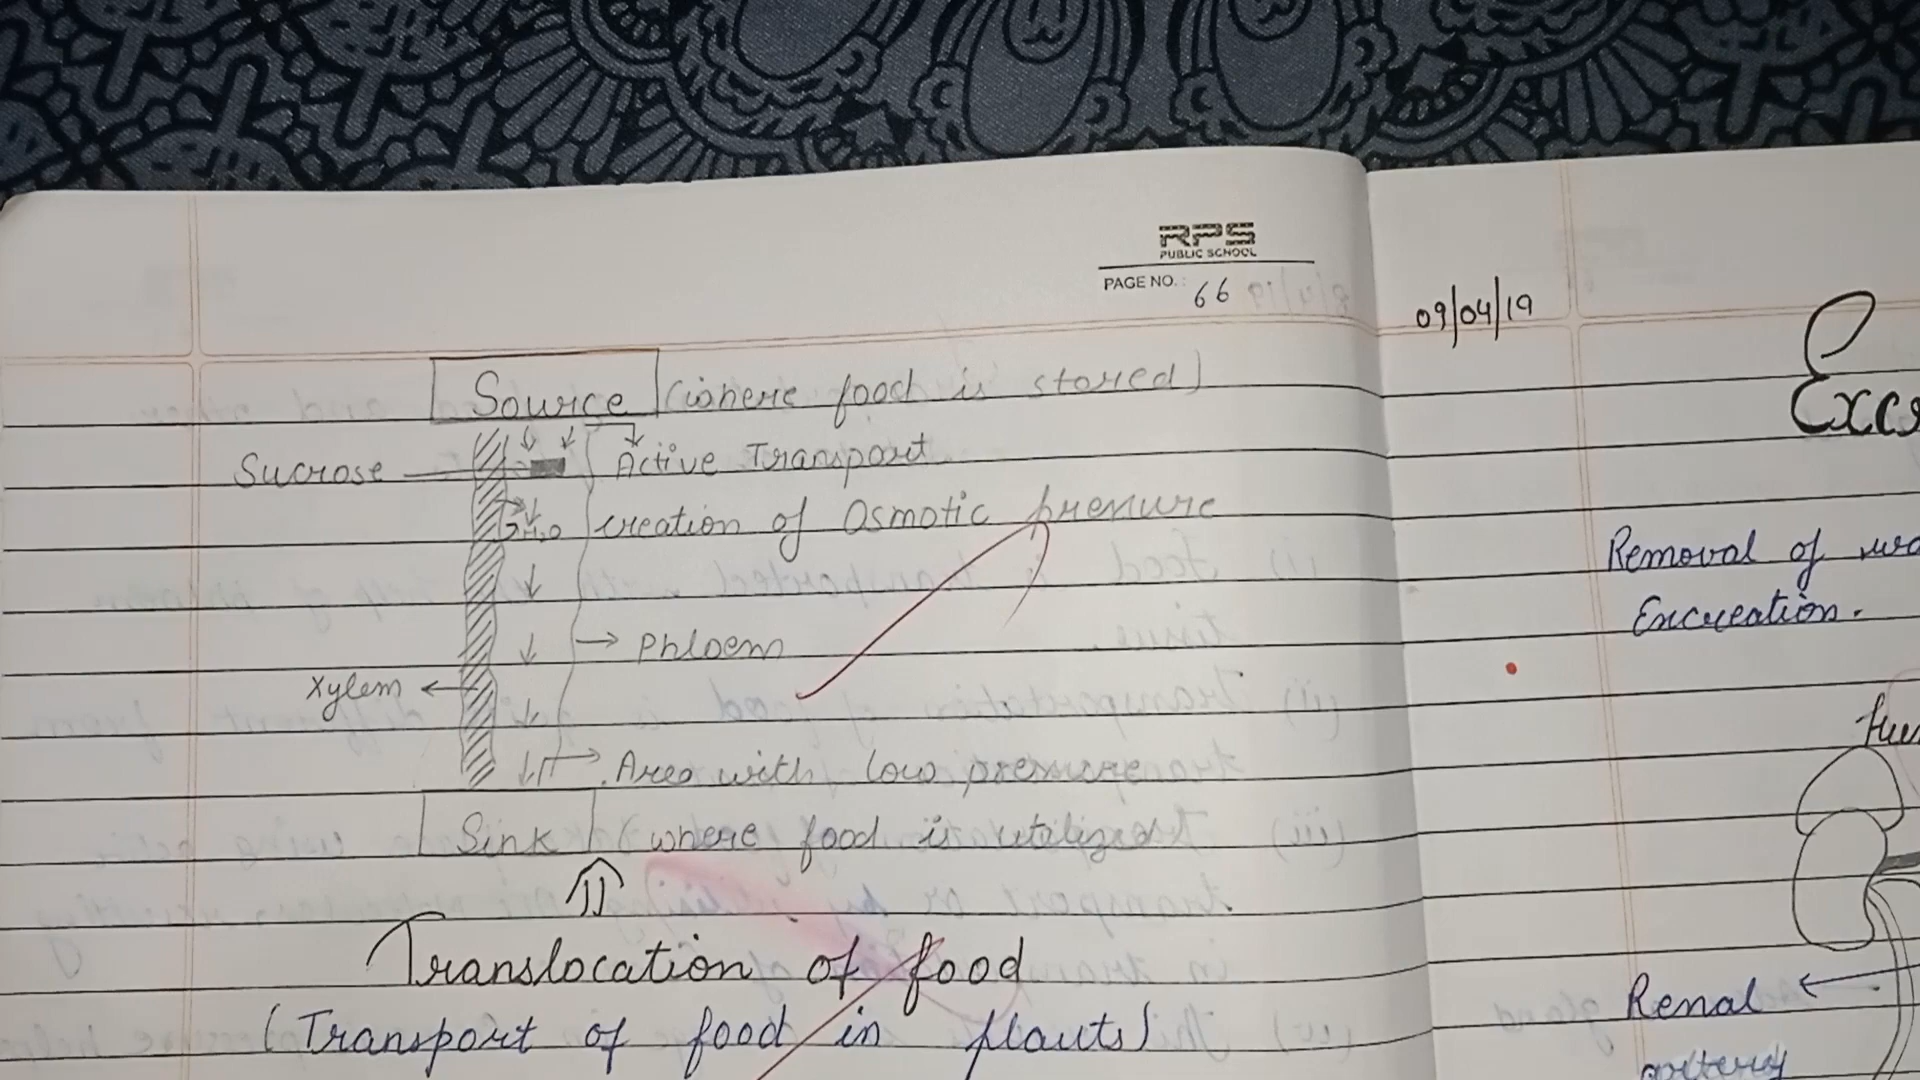 RPS
PUBLIC SCHOOL
PAGE NO.: 66
Source (where food is stored)
Sucrose
Active Transport
H2O
creation of Osmotic pressure
Phloem
Xylem
Area with low pressure
Sink where food is utilized
Translocation of food
(Transport of food in plants)
09/04/19
Removal of
Excreation.
Renal
artery